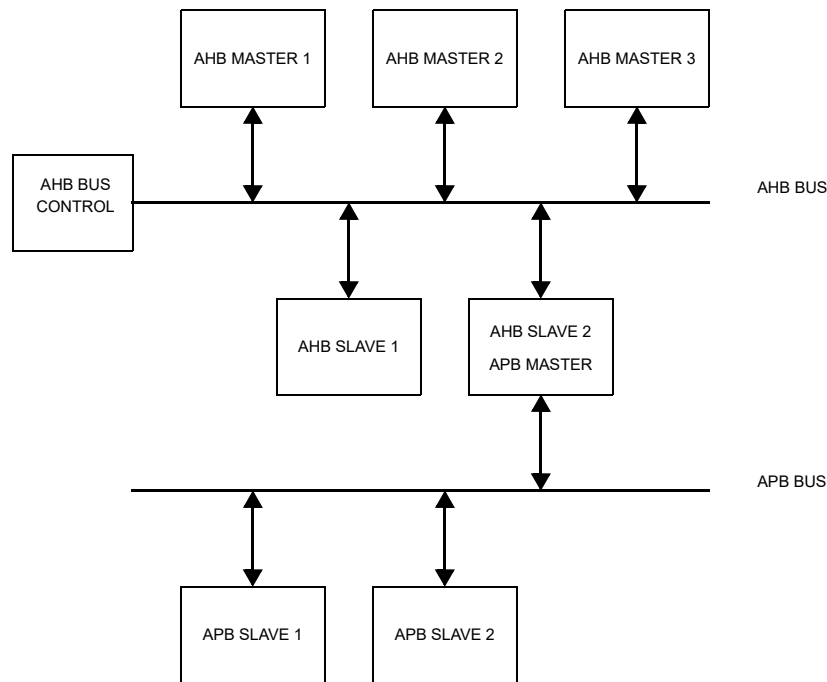 AHB MASTER 1
AHB MASTER 2
AHB MASTER 3
AHB BUS
CONTROL
AHB BUS
AHB SLAVE 1
AHB SLAVE 2
APB MASTER
APB BUS
APB SLAVE 1
APB SLAVE 2